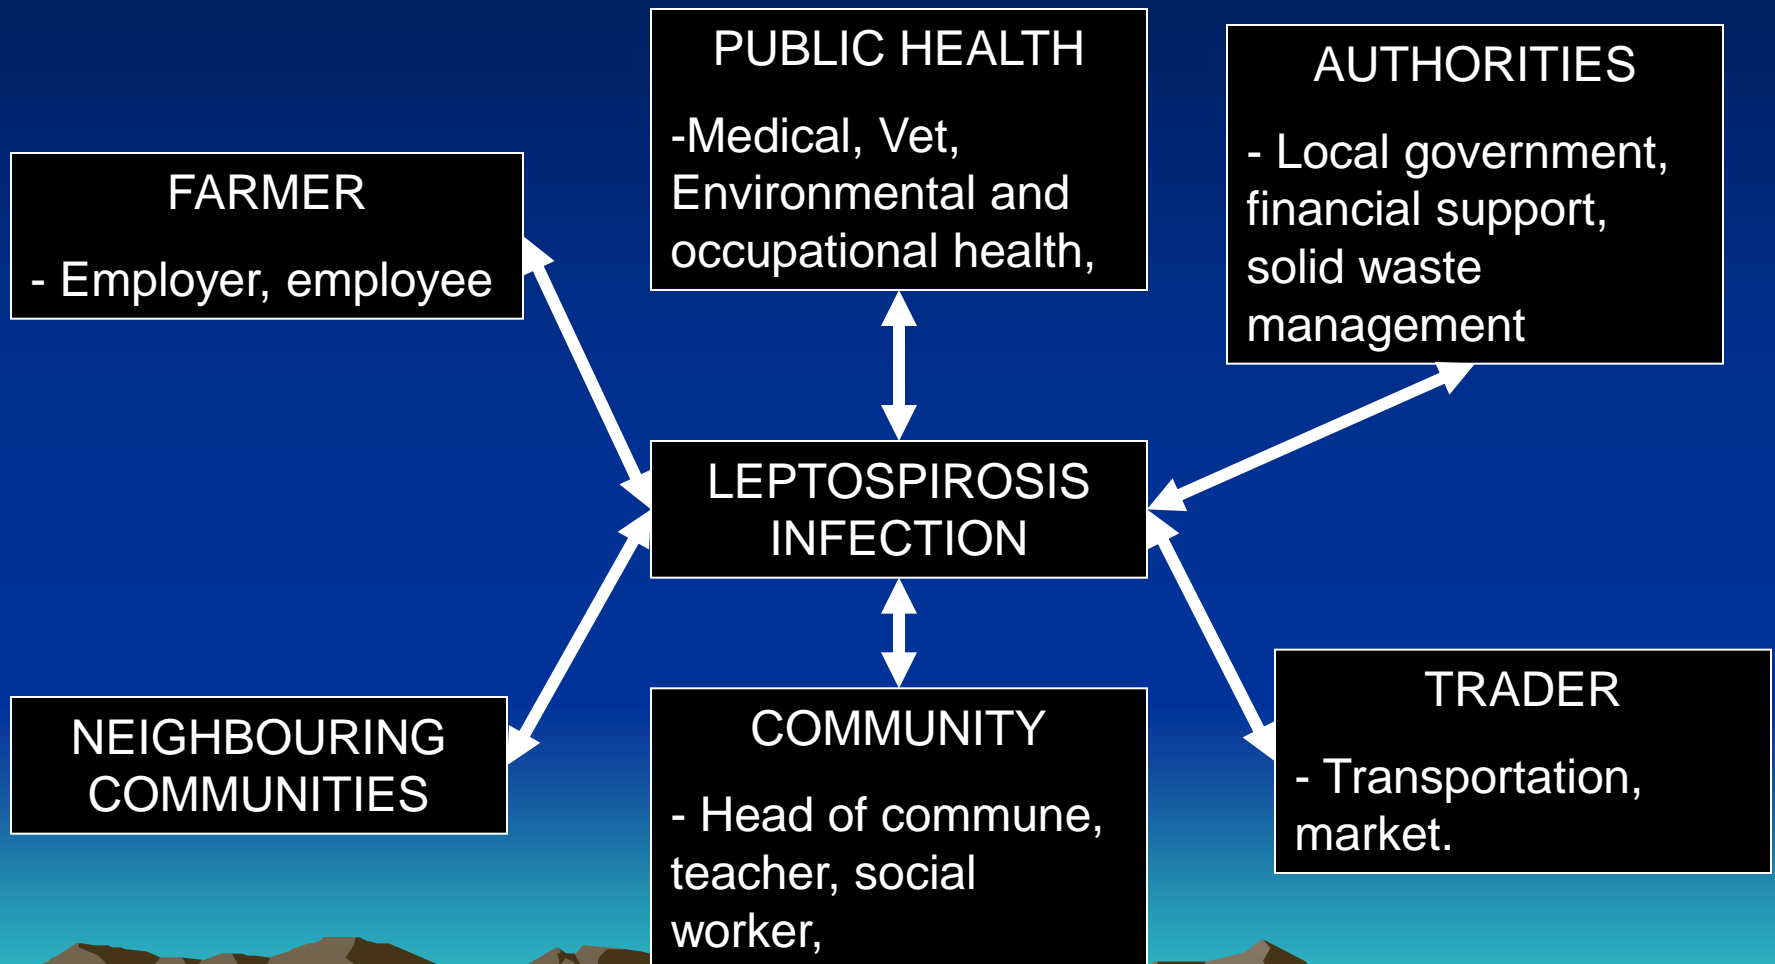 PUBLIC HEALTH
-Medical, Vet,
Environmental and
occupational health,
AUTHORITIES
- Local government,
financial support,
solid waste
management
FARMER
- Employer, employee
LEPTOSPIROSIS
INFECTION
NEIGHBOURING
COMMUNITIES
COMMUNITY
- Head of commune,
teacher, social
worker,
TRADER
- Transportation,
market.